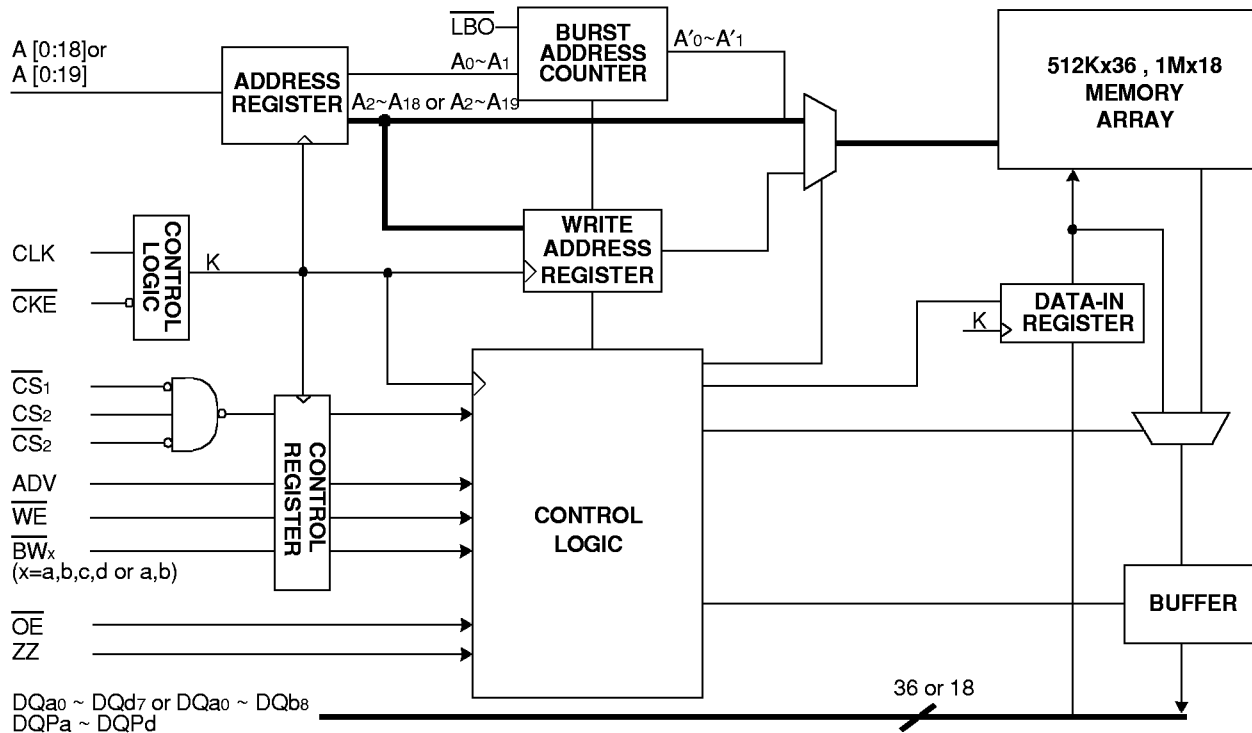 A [0:18]or
A [0:19]
ADDRESS
REGISTER
LBO
BURST
ADDRESS
COUNTER
A0~A1
A′0~A′1
A2~A18 or A2~A19
512Kx36 , 1Mx18
MEMORY
ARRAY
WRITE
ADDRESS
REGISTER
CLK
CKE
CONTROL
LOGIC
K
K
DATA-IN
REGISTER
CS1
CS2
CS2
ADV
WE
BWx
(x=a,b,c,d or a,b)
OE
ZZ
CONTROL
REGISTER
CONTROL
LOGIC
BUFFER
DQa0 ~ DQd7 or DQa0 ~ DQb8
DQPa ~ DQPd
36 or 18